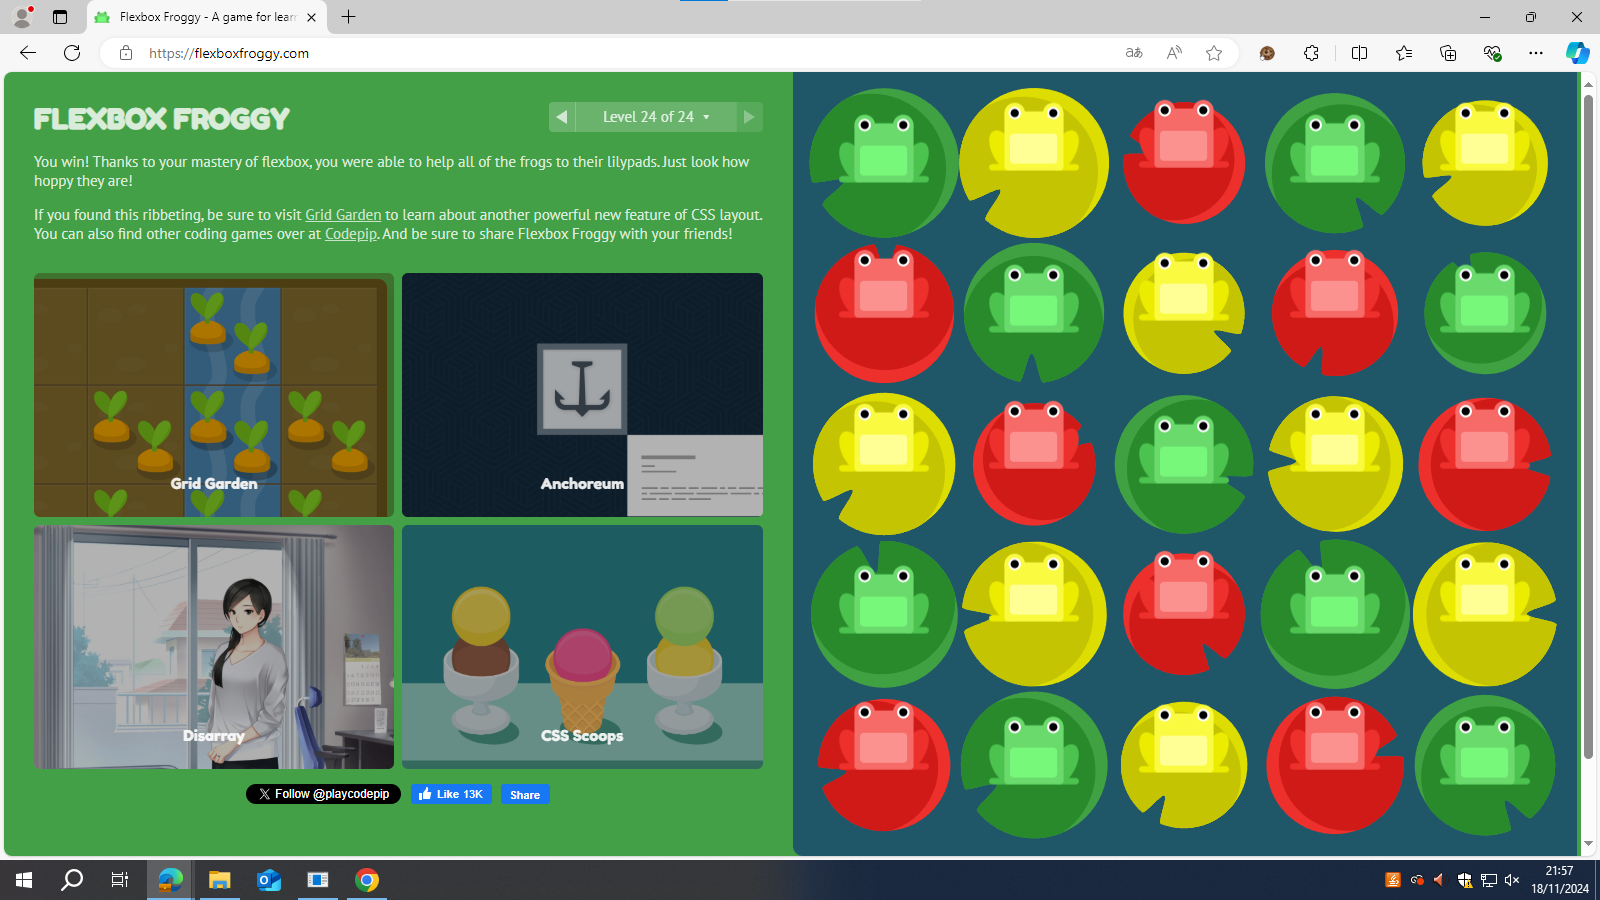 Flexbox Froggy - A game for lear
https://flexboxfroggy.com
FLEXBOX FROGGY
Level 24 of 24
You win! Thanks to your mastery of flexbox, you were able to help all of the frogs to their lilypads. Just look how
hoppy they are!
If you found this ribbeting, be sure to visit Grid Garden to learn about another powerful new feature of CSS layout.
You can also find other coding games over at Codepip. And be sure to share Flexbox Froggy with your friends!
Grid Garden
Anchoreum
Disarray
CSS Scoops
Follow @playcodepip
Like 13K
Share
21:57
18/11/2024